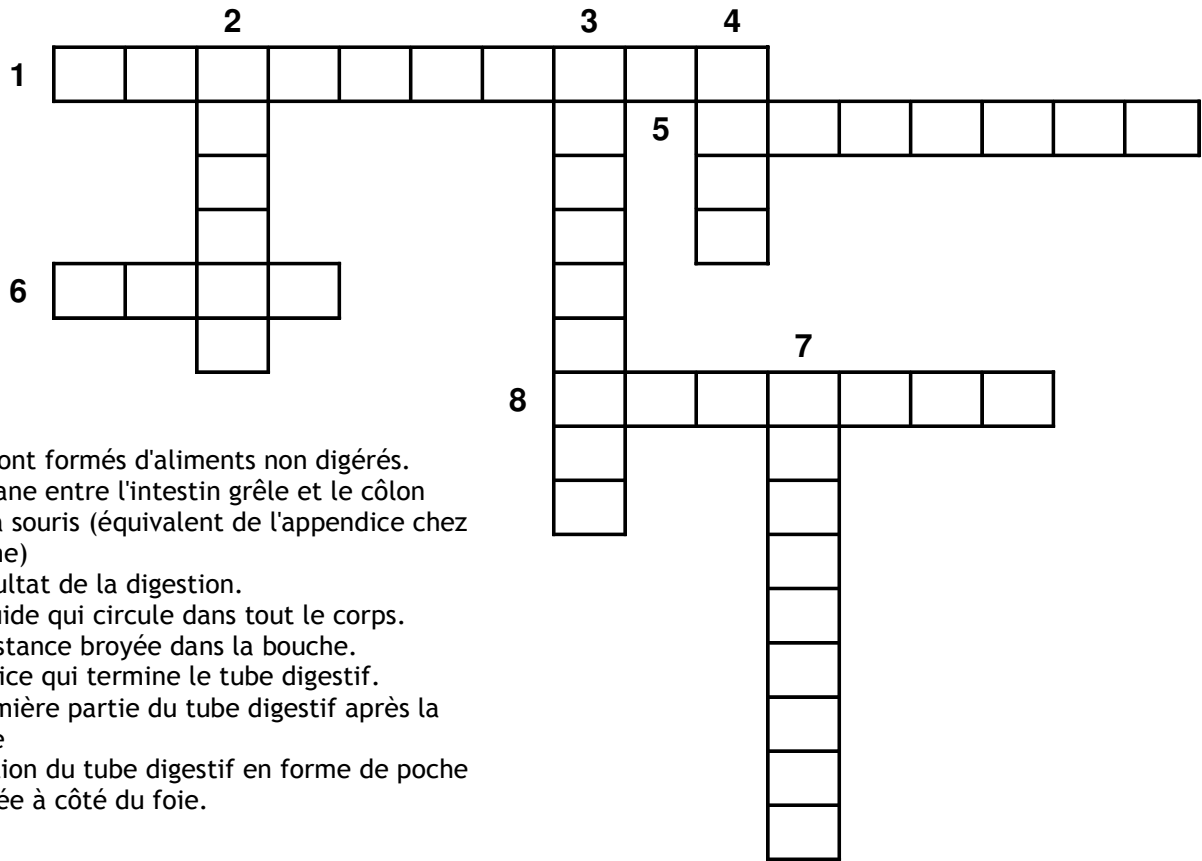 2 3 4
1
5
6
7
8
ont formés d'aliments non digérés.
ane entre l'intestin grêle et le côlon
a souris (équivalent de l'appendice chez
ne)
ultat de la digestion.
uide qui circule dans tout le corps.
stance broyée dans la bouche.
ice qui termine le tube digestif.
mière partie du tube digestif après la
e
tion du tube digestif en forme de poche
ée à côté du foie.